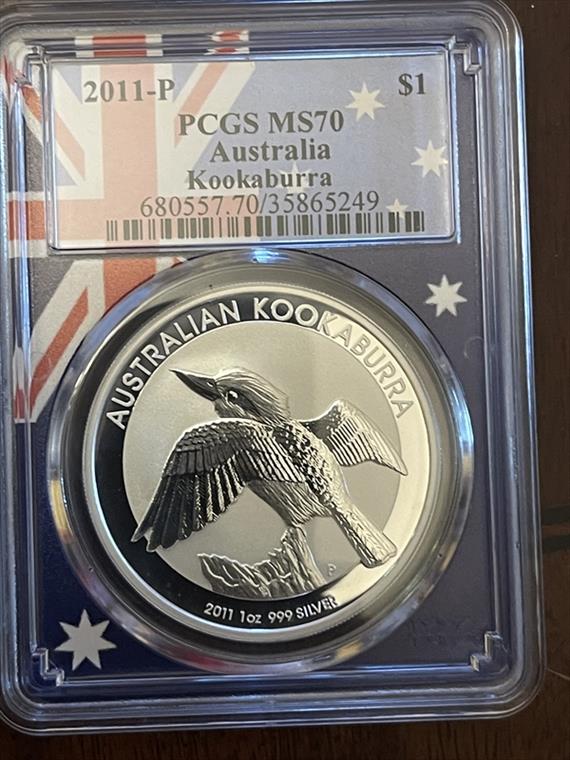 2011-P $1
PCGS MS70
Australia
Kookaburra
680557.70/35865249
AUSTRALIAN KOOKABURRA
P
2011 1oz 999 SILVER